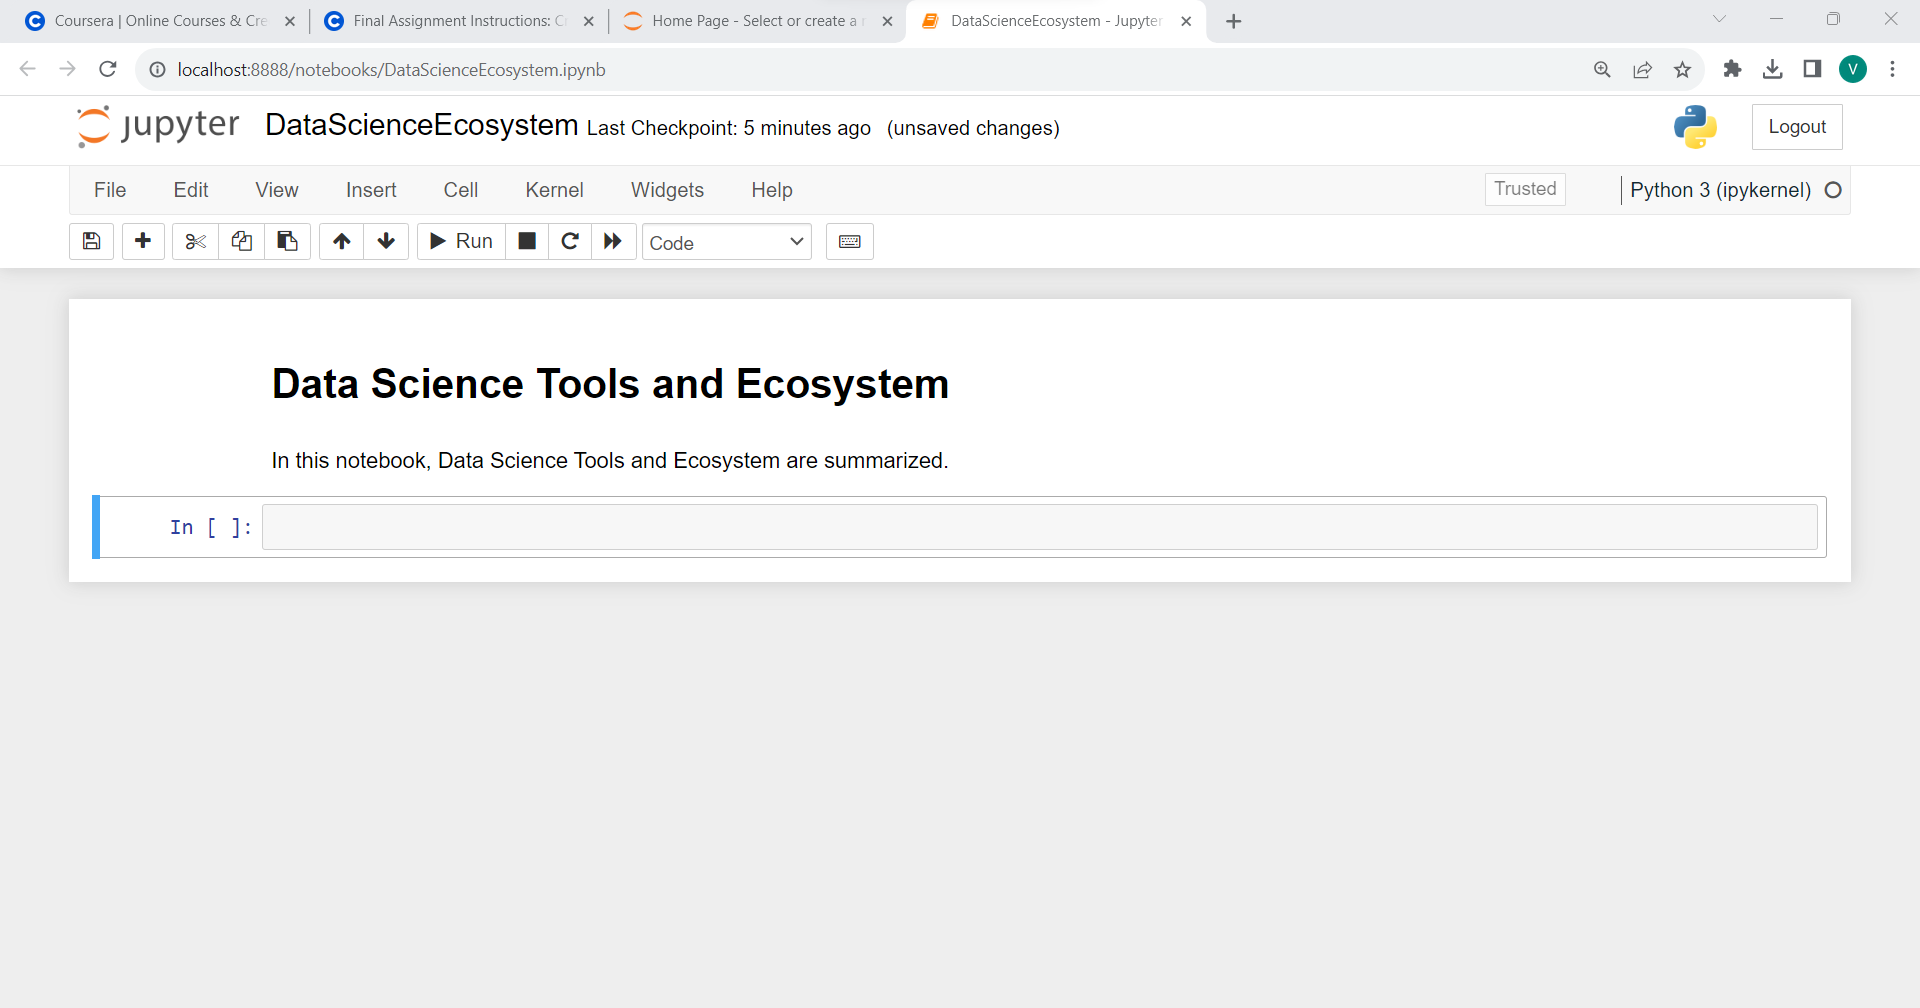 Coursera | Online Courses & Cre
Final Assignment Instructions: C
Home Page - Select or create a n
DataScienceEcosystem - Jupyter
localhost:8888/notebooks/DataScienceEcosystem.ipynb
V
jupyter DataScienceEcosystem Last Checkpoint: 5 minutes ago (unsaved changes)
Logout
File Edit View Insert Cell Kernel Widgets Help
Trusted
Python 3 (ipykernel)
Run
Code
Data Science Tools and Ecosystem
In this notebook, Data Science Tools and Ecosystem are summarized.
In [ ]: